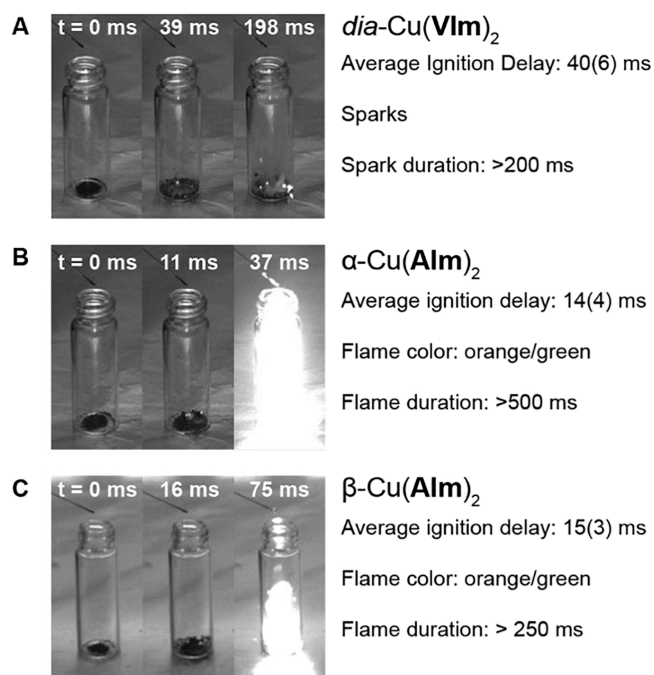 A
t = 0 ms 39 ms 198 ms
dia-Cu(VIm)2
Average Ignition Delay: 40(6) ms
Sparks
Spark duration: >200 ms
B
t = 0 ms 11 ms 37 ms
α-Cu(AIm)2
Average ignition delay: 14(4) ms
Flame color: orange/green
Flame duration: >500 ms
C
t = 0 ms 16 ms 75 ms
β-Cu(AIm)2
Average ignition delay: 15(3) ms
Flame color: orange/green
Flame duration: > 250 ms